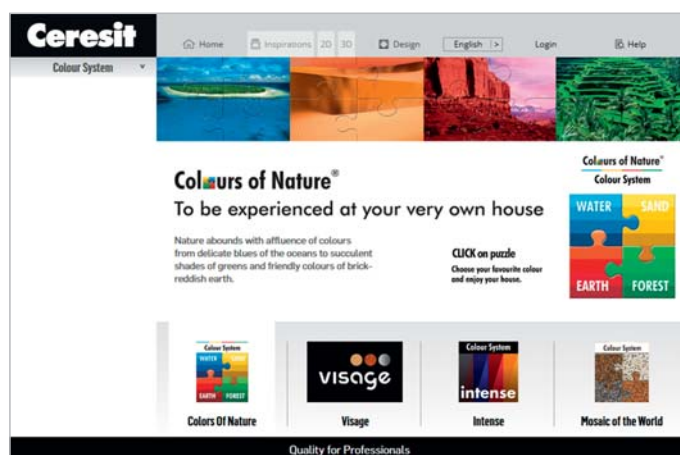 Ceresit
Home
Inspirations 2D 3D
Design
English
Login
Help
Colour System
Colours of Nature®
To be experienced at your very own house
Nature abounds with affluence of colours
from delicate blues of the oceans to succulent
shades of greens and friendly colours of brick-
reddish earth.
CLICK on puzzle
Choose your favourite colour
and enjoy your house.
Colours of Nature®
Colour System
WATER SAND
EARTH FOREST
Colour System
WATER SAND
EARTH FOREST
Colors Of Nature
visage
Visage
Colour System
intense
Intense
Colour System
Mosaic of the World
Quality for Professionals